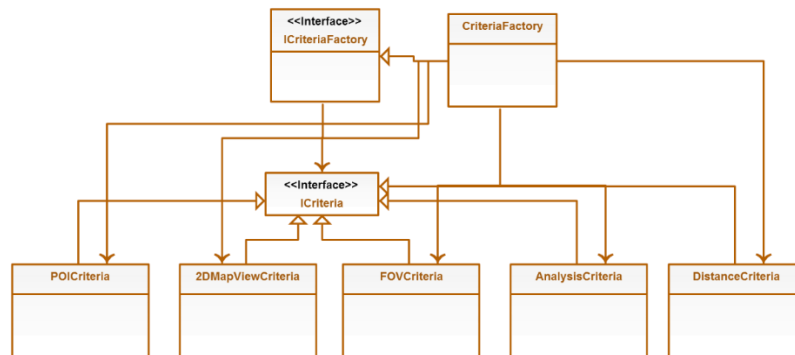 <<Interface>>
ICriteriaFactory
CriteriaFactory
<<Interface>>
ICriteria
POICriteria
2DMapViewCriteria
FOVCriteria
AnalysisCriteria
DistanceCriteria